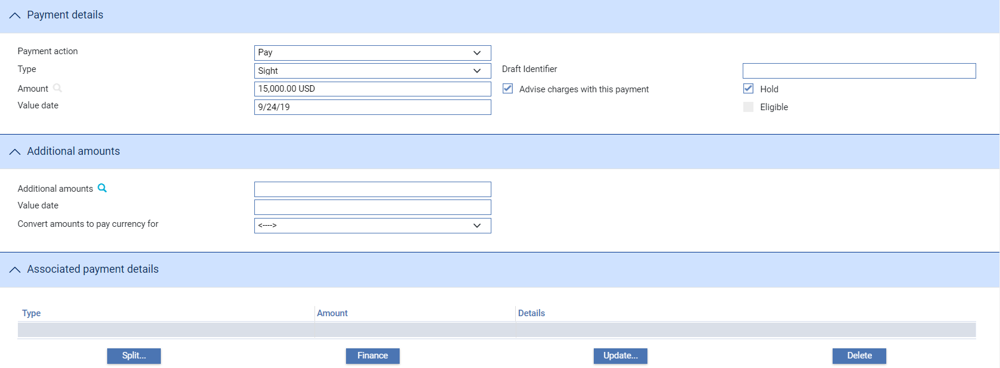 Payment details
Payment action
Pay
Type
Sight
Draft Identifier
Amount
15,000.00 USD
Advise charges with this payment
Hold
Value date
9/24/19
Eligible
Additional amounts
Additional amounts
Value date
Convert amounts to pay currency for
<---->
Associated payment details
Type
Amount
Details
Split...
Finance
Update...
Delete